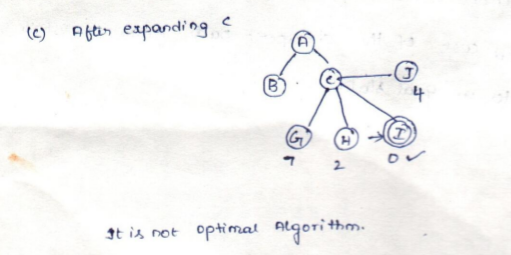 (c) After expanding C
A
B C J
4
G H → I
7 2 0 ✓
It is not optimal Algorithm.